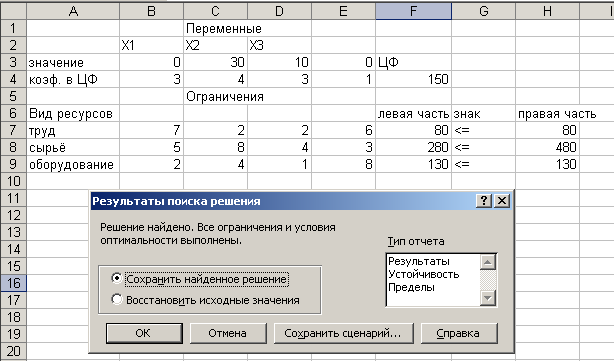 A B C D E F G H I
1 Переменные
2 X1 X2 X3
3 значение 0 30 10 0 ЦФ
4 коэф. в ЦФ 3 4 3 1 150
5 Ограничения
6 Вид ресурсов левая часть знак правая часть
7 труд 7 2 2 6 80 <= 80
8 сырьё 5 8 4 3 280 <= 480
9 оборудование 2 4 1 8 130 <= 130
10
11
12
13
14
15
16
17
18
19
20
Результаты поиска решения
Решение найдено. Все ограничения и условия
оптимальности выполнены.
Тип отчета
Результаты
Устойчивость
Пределы
Сохранить найденное решение
Восстановить исходные значения
ОК Отмена Сохранить сценарий... Справка